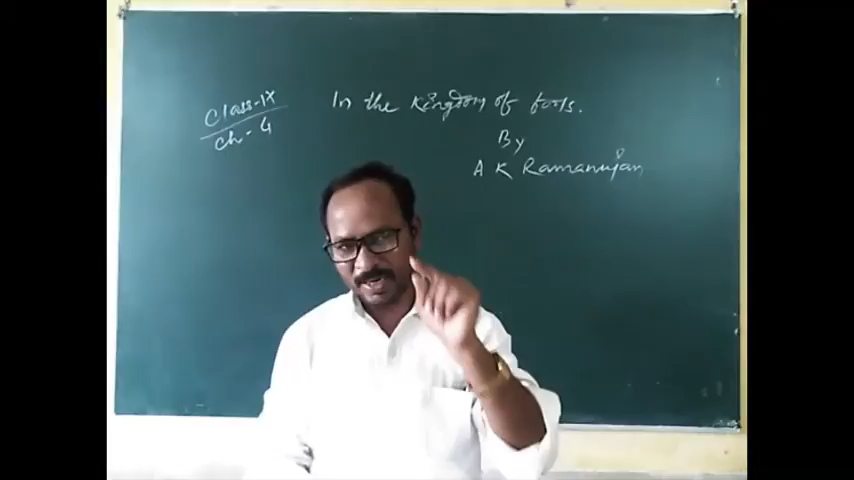 Class-IX
Ch-4
In the Kingdom of fools.
By
A K Ramanujan